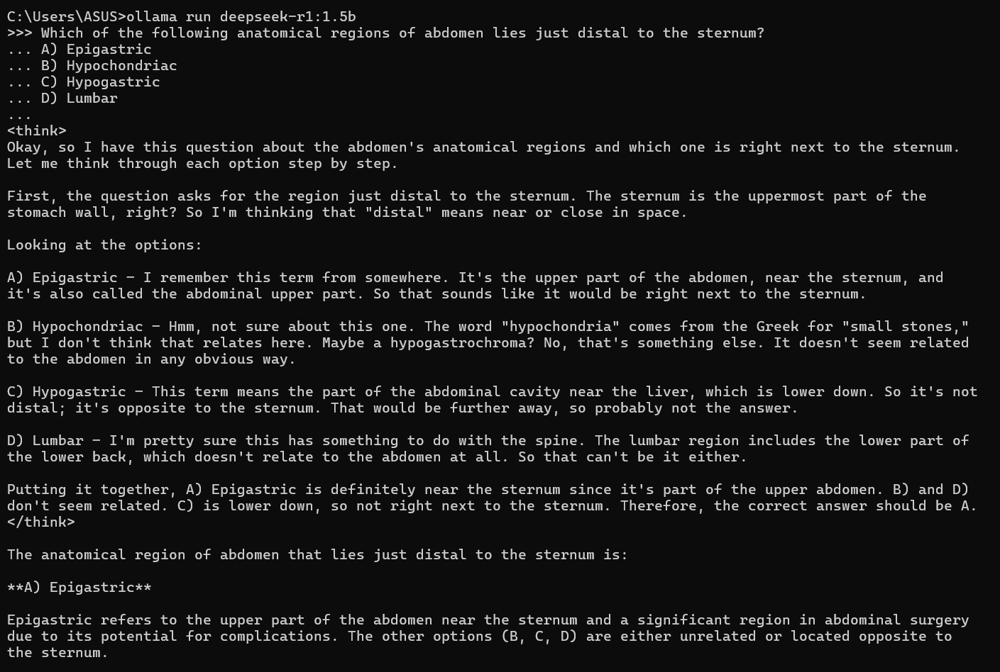 C:\Users\ASUS>ollama run deepseek-r1:1.5b
>>> Which of the following anatomical regions of abdomen lies just distal to the sternum?
... A) Epigastric
... B) Hypochondriac
... C) Hypogastric
... D) Lumbar
...
<think>
Okay, so I have this question about the abdomen's anatomical regions and which one is right next to the sternum.
Let me think through each option step by step.

First, the question asks for the region just distal to the sternum. The sternum is the uppermost part of the
stomach wall, right? So I'm thinking that "distal" means near or close in space.

Looking at the options:

A) Epigastric – I remember this term from somewhere. It's the upper part of the abdomen, near the sternum, and
it's also called the abdominal upper part. So that sounds like it would be right next to the sternum.

B) Hypochondriac – Hmm, not sure about this one. The word "hypochondria" comes from the Greek for "small stones,"
but I don't think that relates here. Maybe a hypogastrochroma? No, that's something else. It doesn't seem related
to the abdomen in any obvious way.

C) Hypogastric – This term means the part of the abdominal cavity near the liver, which is lower down. So it's not
distal; it's opposite to the sternum. That would be further away, so probably not the answer.

D) Lumbar – I'm pretty sure this has something to do with the spine. The lumbar region includes the lower part of
the lower back, which doesn't relate to the abdomen at all. So that can't be it either.

Putting it together, A) Epigastric is definitely near the sternum since it's part of the upper abdomen. B) and D)
don't seem related. C) is lower down, so not right next to the sternum. Therefore, the correct answer should be A.
</think>

The anatomical region of abdomen that lies just distal to the sternum is:

**A) Epigastric**

Epigastric refers to the upper part of the abdomen near the sternum and a significant region in abdominal surgery
due to its potential for complications. The other options (B, C, D) are either unrelated or located opposite to
the sternum.